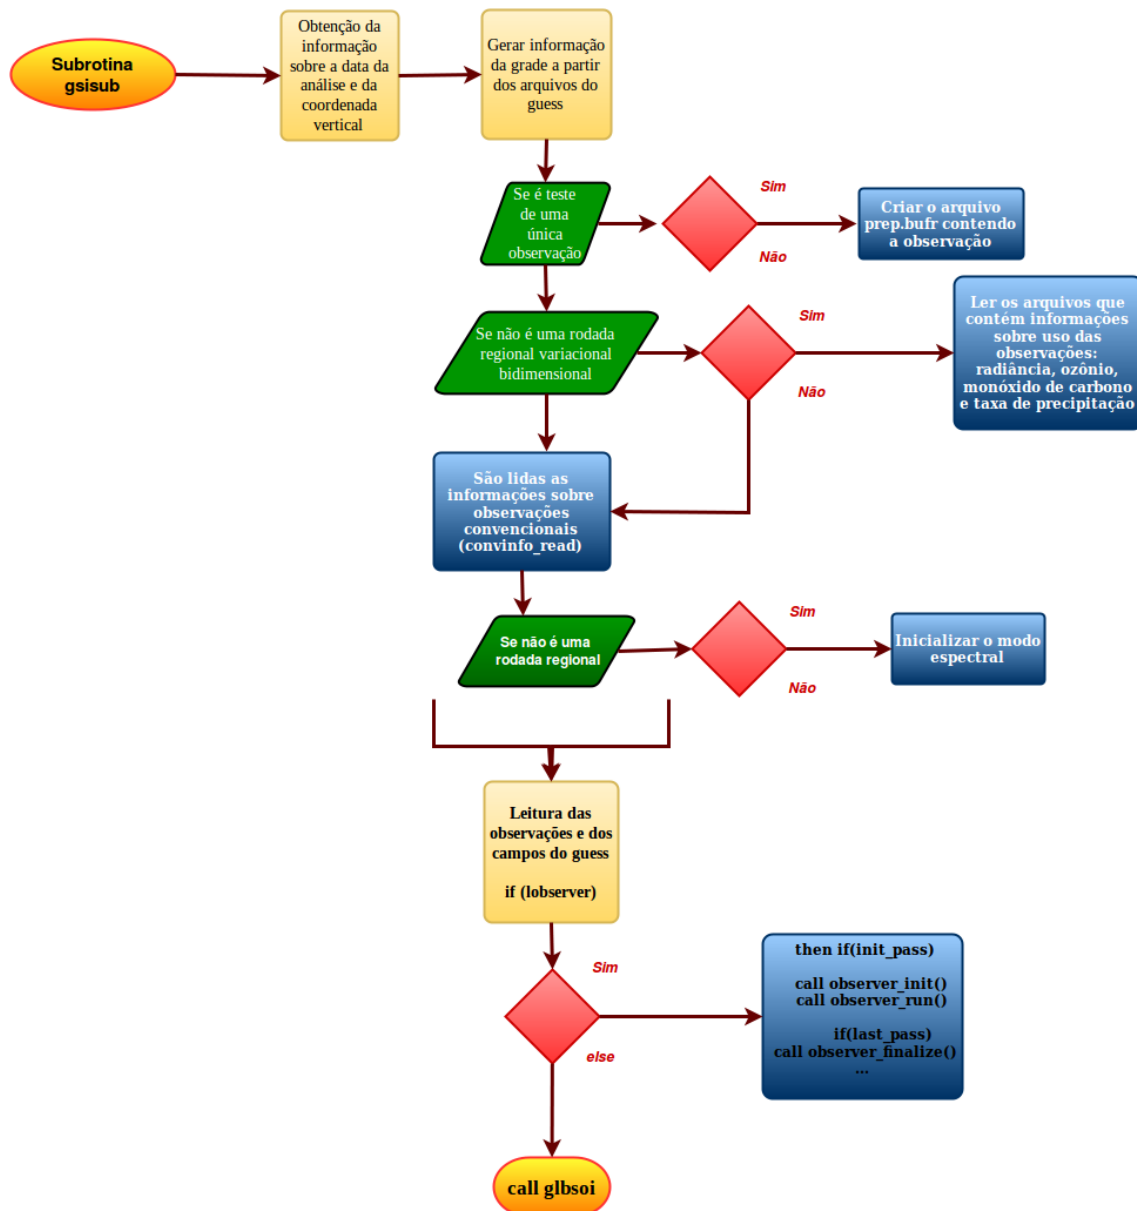 Subrotina
gsisub
Obtenção da
informação
sobre a data da
análise e da
coordenada
vertical
Gerar informação
da grade a partir
dos arquivos do
guess
Se é teste
de uma
única
observação
Sim
Não
Criar o arquivo
prep.bufr contendo
a observação
Se não é uma rodada
regional variacional
bidimensional
Sim
Não
Ler os arquivos que
contém informações
sobre uso das
observações:
radiância, ozônio,
monóxido de carbono
e taxa de precipitação
São lidas as
informações sobre
observações
convencionais
(convinfo_read)
Se não é uma
rodada regional
Sim
Não
Inicializar o modo
espectral
Leitura das
observações e dos
campos do guess
if (lobserver)
Sim
else
then if(init_pass)
call observer_init()
call observer_run()
if(last_pass)
call observer_finalize()
...
call glbsoi